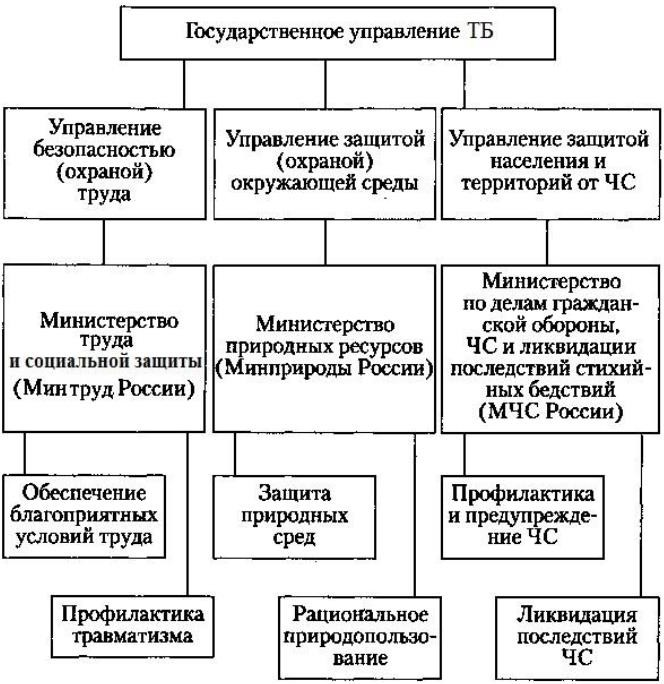 Государственное управление ТБ
Управление
безопасностью
(охраной)
труда
Управление защитой
(охраной)
окружающей среды
Управление защитой
населения и
территорий от ЧС
Министерство
труда
и социальной защиты
(Минтруд России)
Министерство
природных ресурсов
(Минприроды России)
Министерство
по делам граждан-
ской обороны,
ЧС и ликвидации
последствий стихий-
ных бедствий
(МЧС России)
Обеспечение
благоприятных
условий труда
Защита
природных
сред
Профилактика
и предупрежде-
ние ЧС
Профилактика
травматизма
Рациональное
природопользо-
вание
Ликвидация
последствий
ЧС